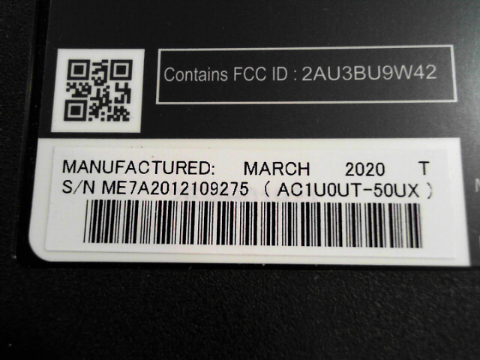 Contains FCC ID : 2AU3BU9W42
MANUFACTURED: MARCH 2020 T
S/N ME7A2012109275 ( AC1U0UT-50UX )